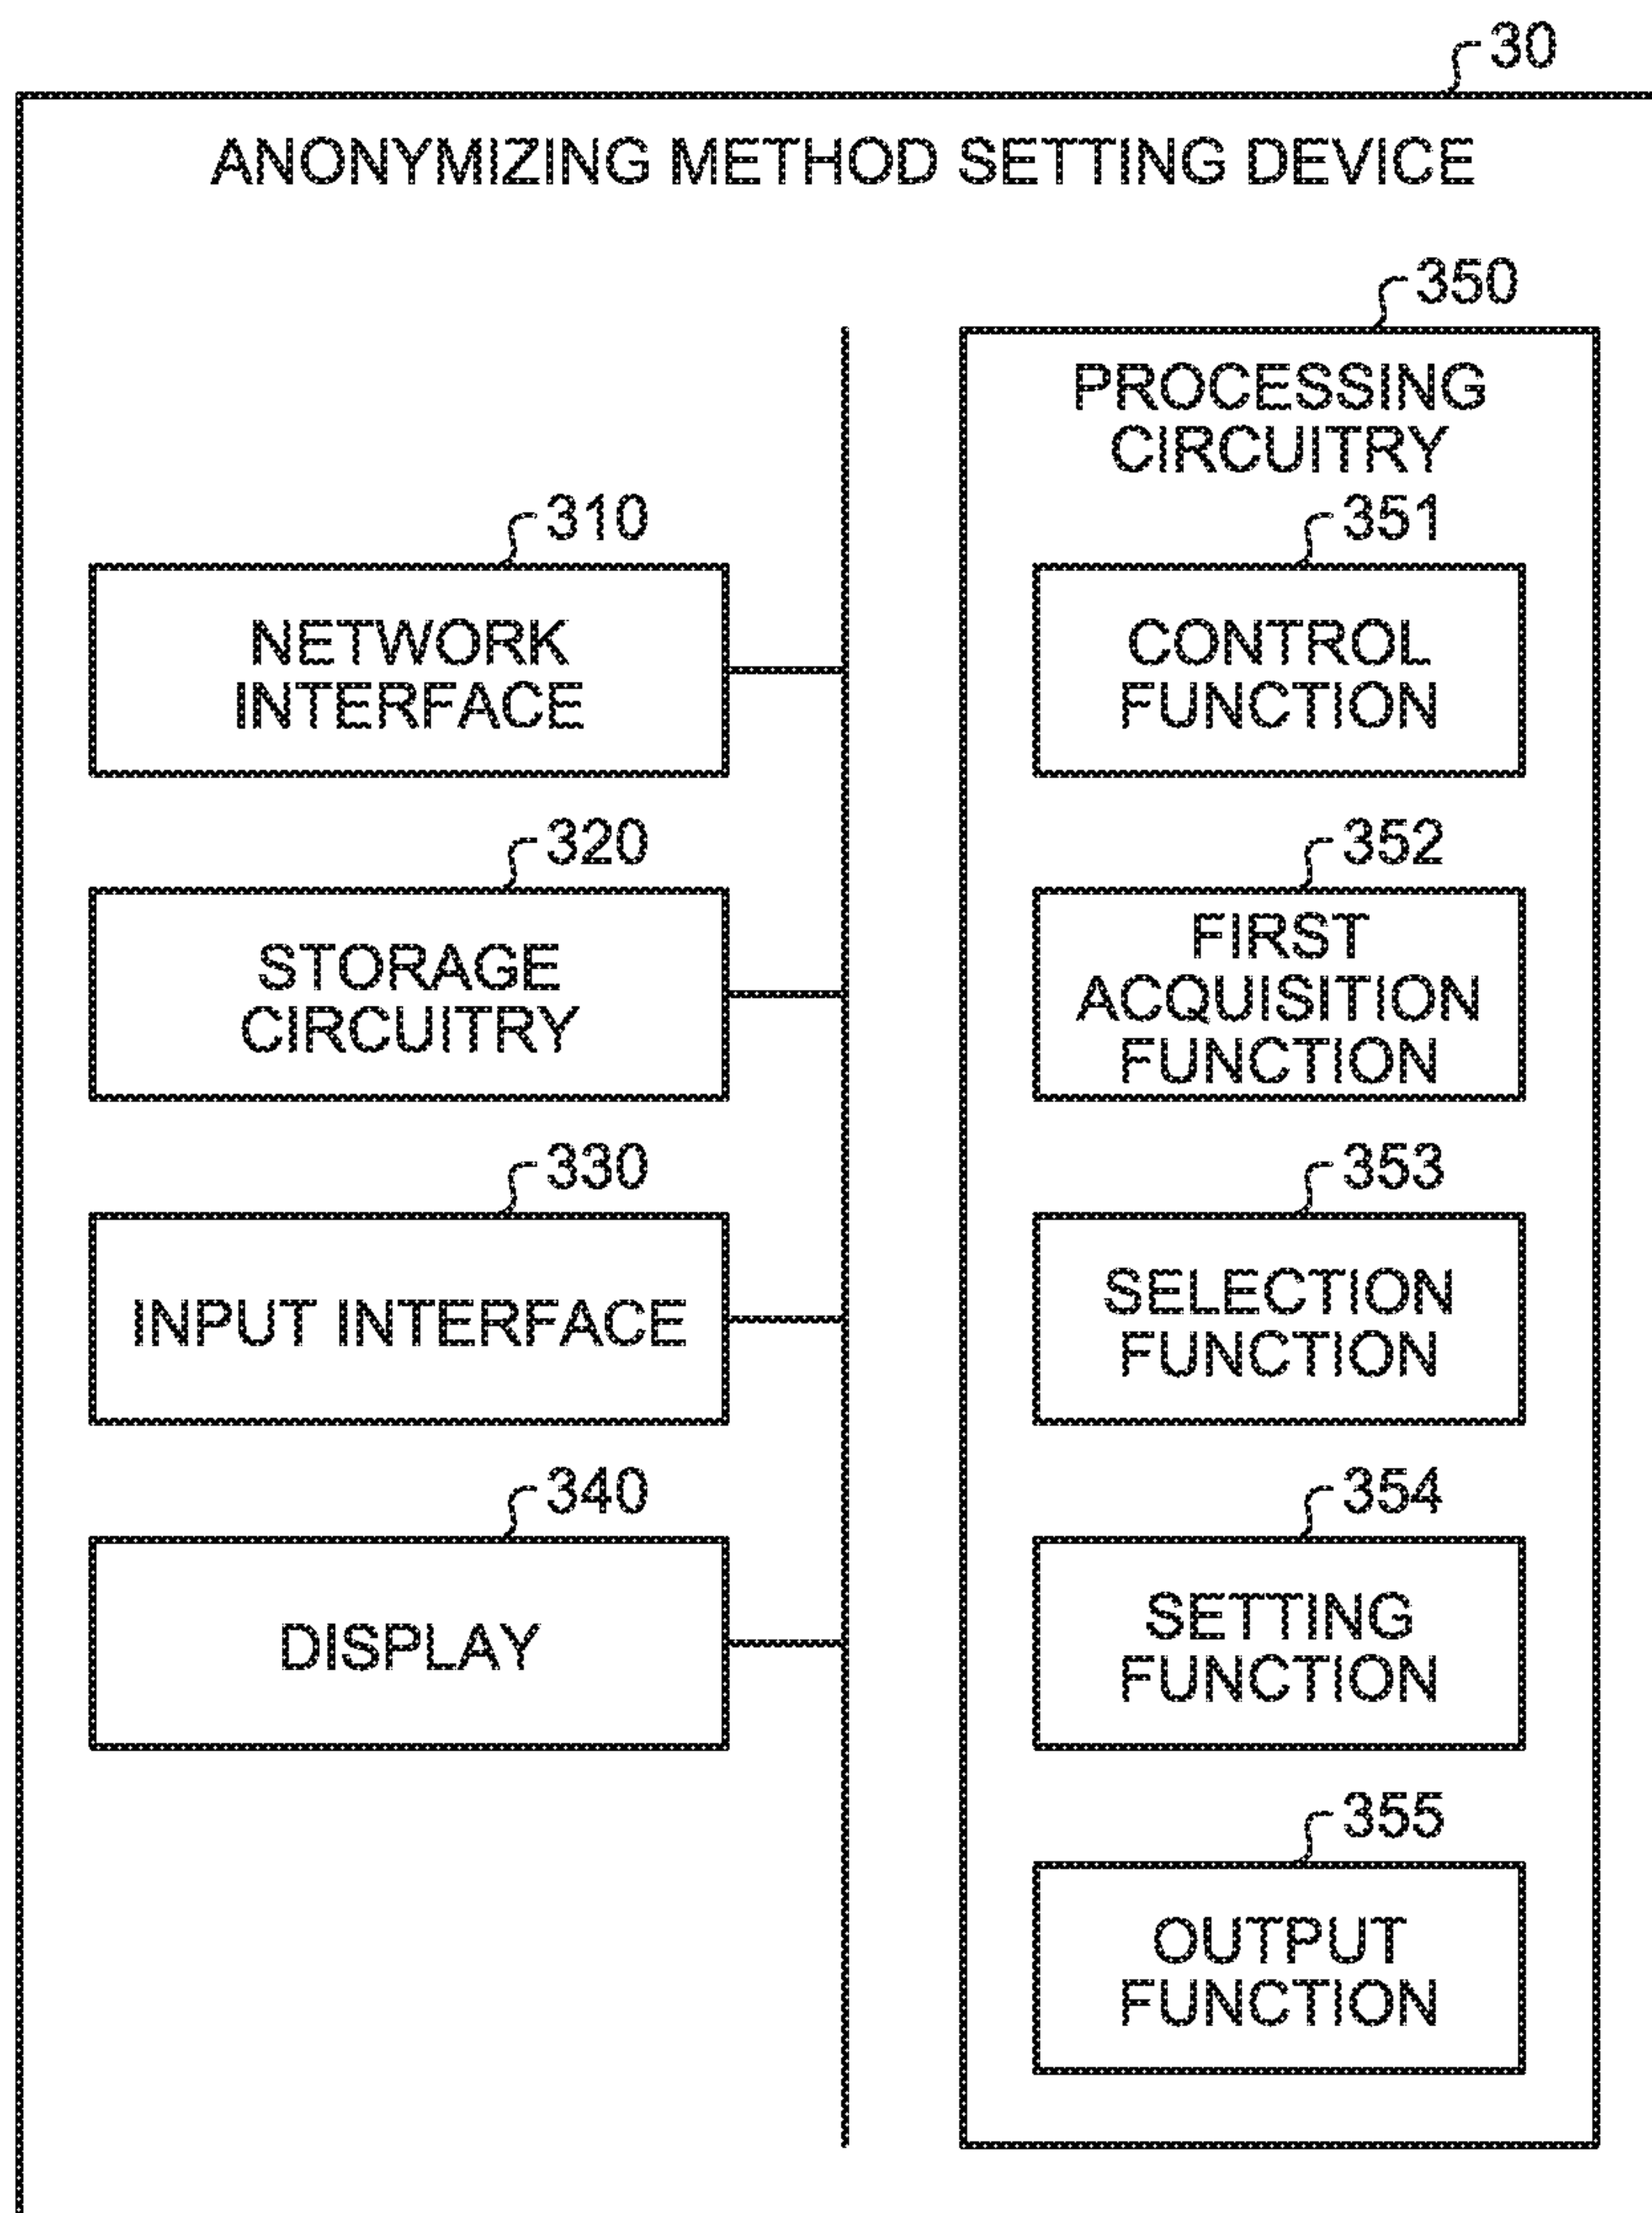 30
ANONYMIZING METHOD SETTING DEVICE
350
PROCESSING
CIRCUITRY
310
NETWORK
INTERFACE
320
STORAGE
CIRCUITRY
330
INPUT INTERFACE
340
DISPLAY
351
CONTROL
FUNCTION
352
FIRST
ACQUISITION
FUNCTION
353
SELECTION
FUNCTION
354
SETTING
FUNCTION
355
OUTPUT
FUNCTION